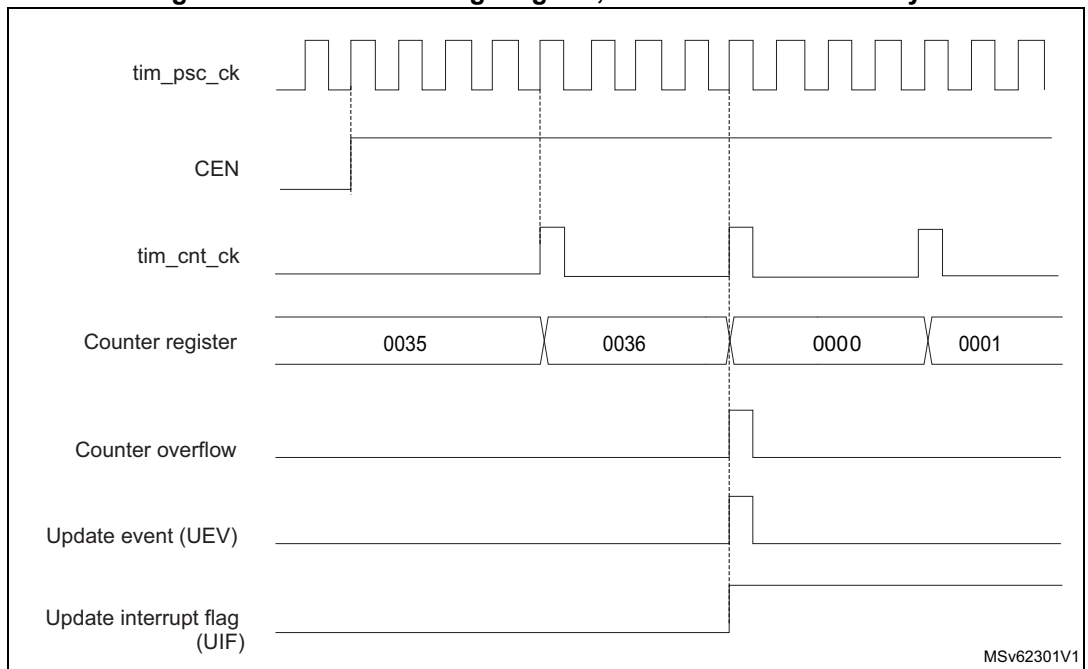 tim_psc_ck
CEN
tim_cnt_ck
Counter register
0035
0036
0000
0001
Counter overflow
Update event (UEV)
Update interrupt flag
(UIF)
MSv62301V1